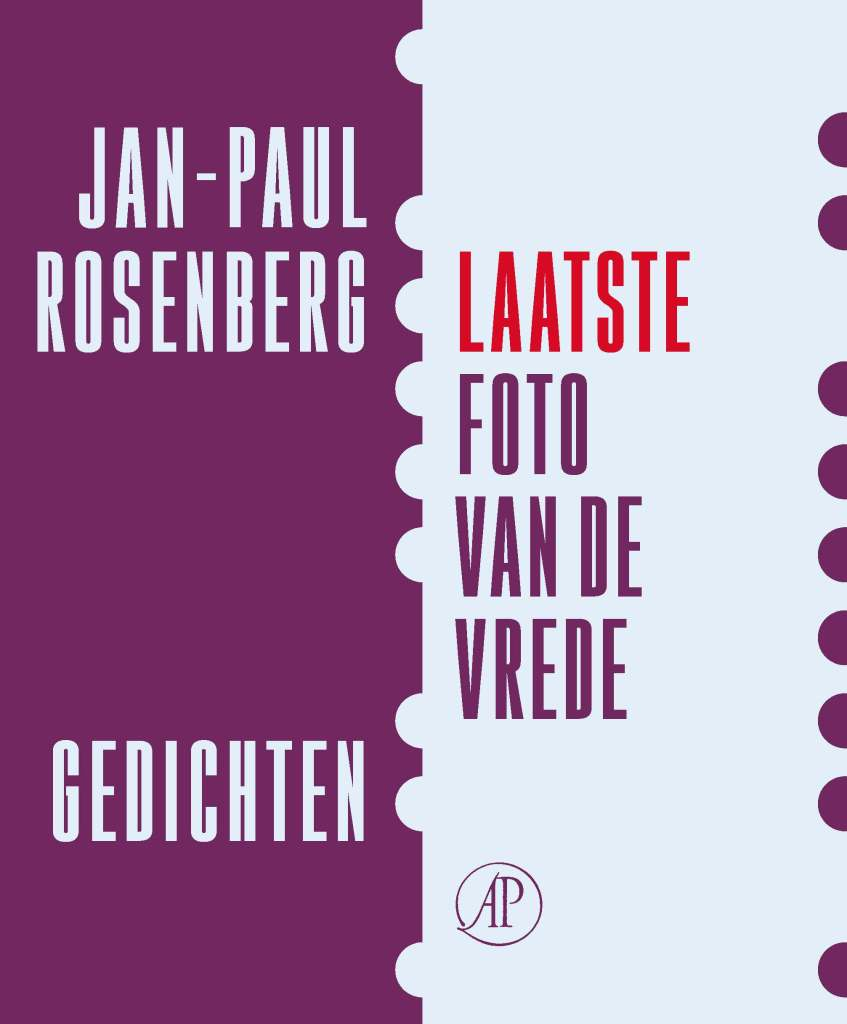 JAN-PAUL
ROSENBERG
LAATSTE
FOTO
VAN DE
VREDE
GEDICHTEN
AP